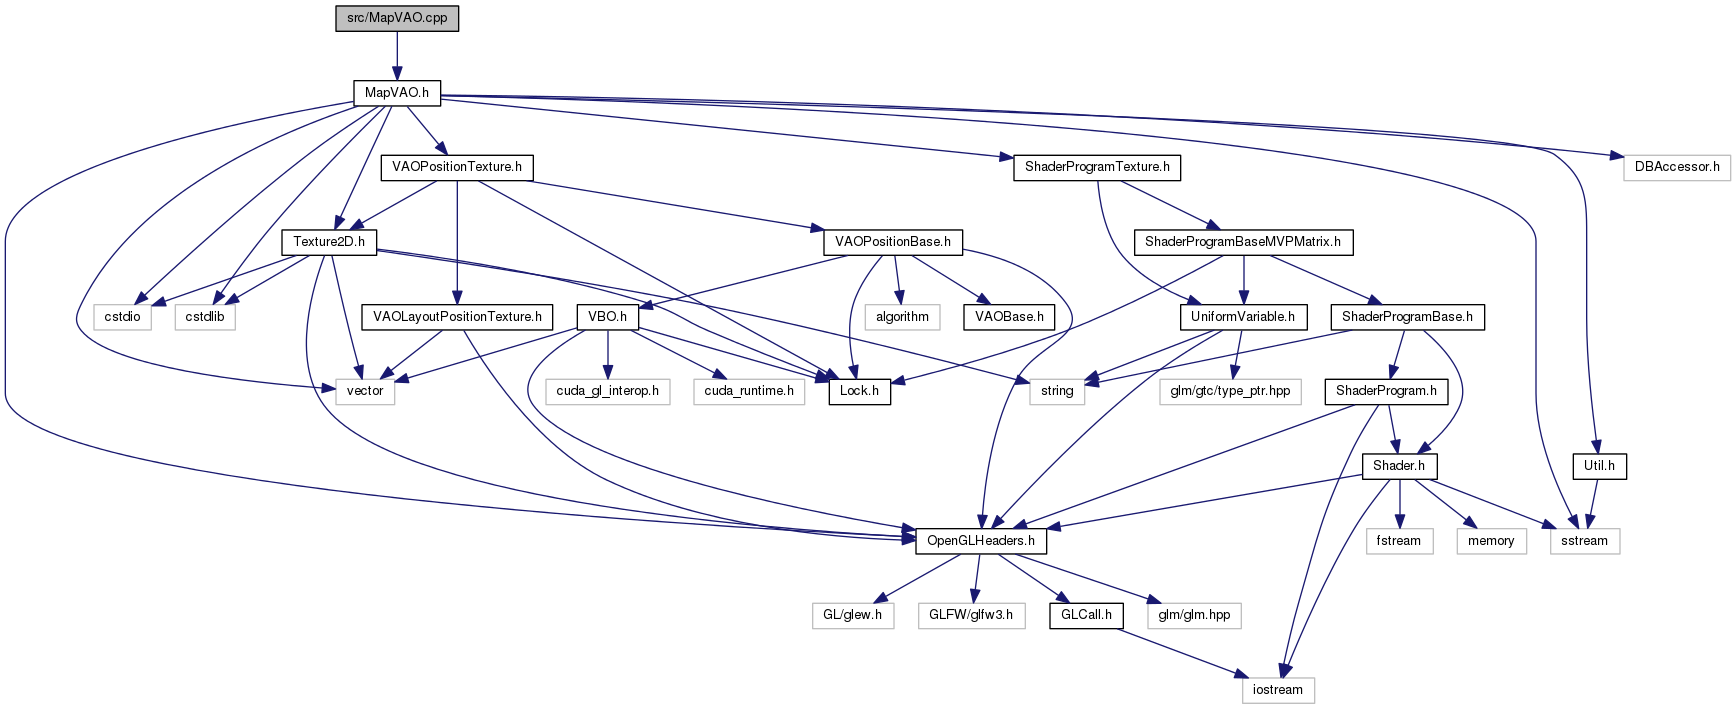 src/MapVAO.cpp
MapVAO.h
VAOPositionTexture.h
ShaderProgramTexture.h
DBAccessor.h
Texture2D.h
VAOPositionBase.h
ShaderProgramBaseMVPMatrix.h
cstdio
cstdlib
VAOLayoutPositionTexture.h
VBO.h
algorithm
VAOBase.h
UniformVariable.h
ShaderProgramBase.h
vector
cuda_gl_interop.h
cuda_runtime.h
Lock.h
string
glm/gtc/type_ptr.hpp
ShaderProgram.h
Shader.h
Util.h
OpenGLHeaders.h
fstream
memory
sstream
GL/glew.h
GLFW/glfw3.h
GLCall.h
glm/glm.hpp
iostream